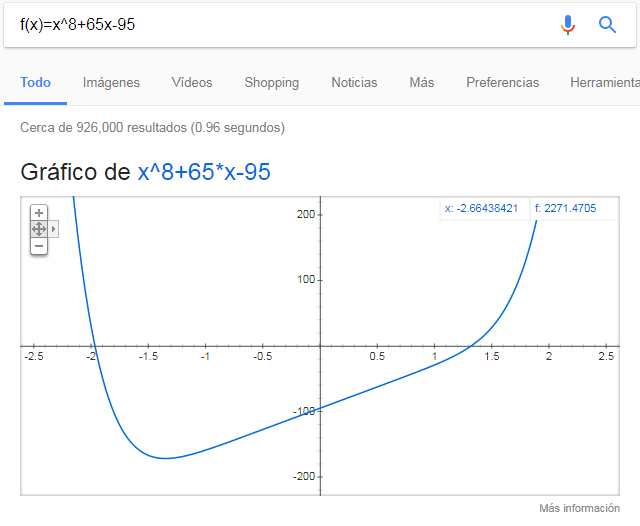 f(x)=x^8+65x-95
Todo Imágenes Vídeos Shopping Noticias Más Preferencias Herramienta
Cerca de 926,000 resultados (0.96 segundos)
Gráfico de x^8+65*x-95
x: -2.66438421 f: 2271.4705
200
100
-2.5 -2 -1.5 -1 -0.5 0.5 1 1.5 2 2.5
-100
-200
Más información